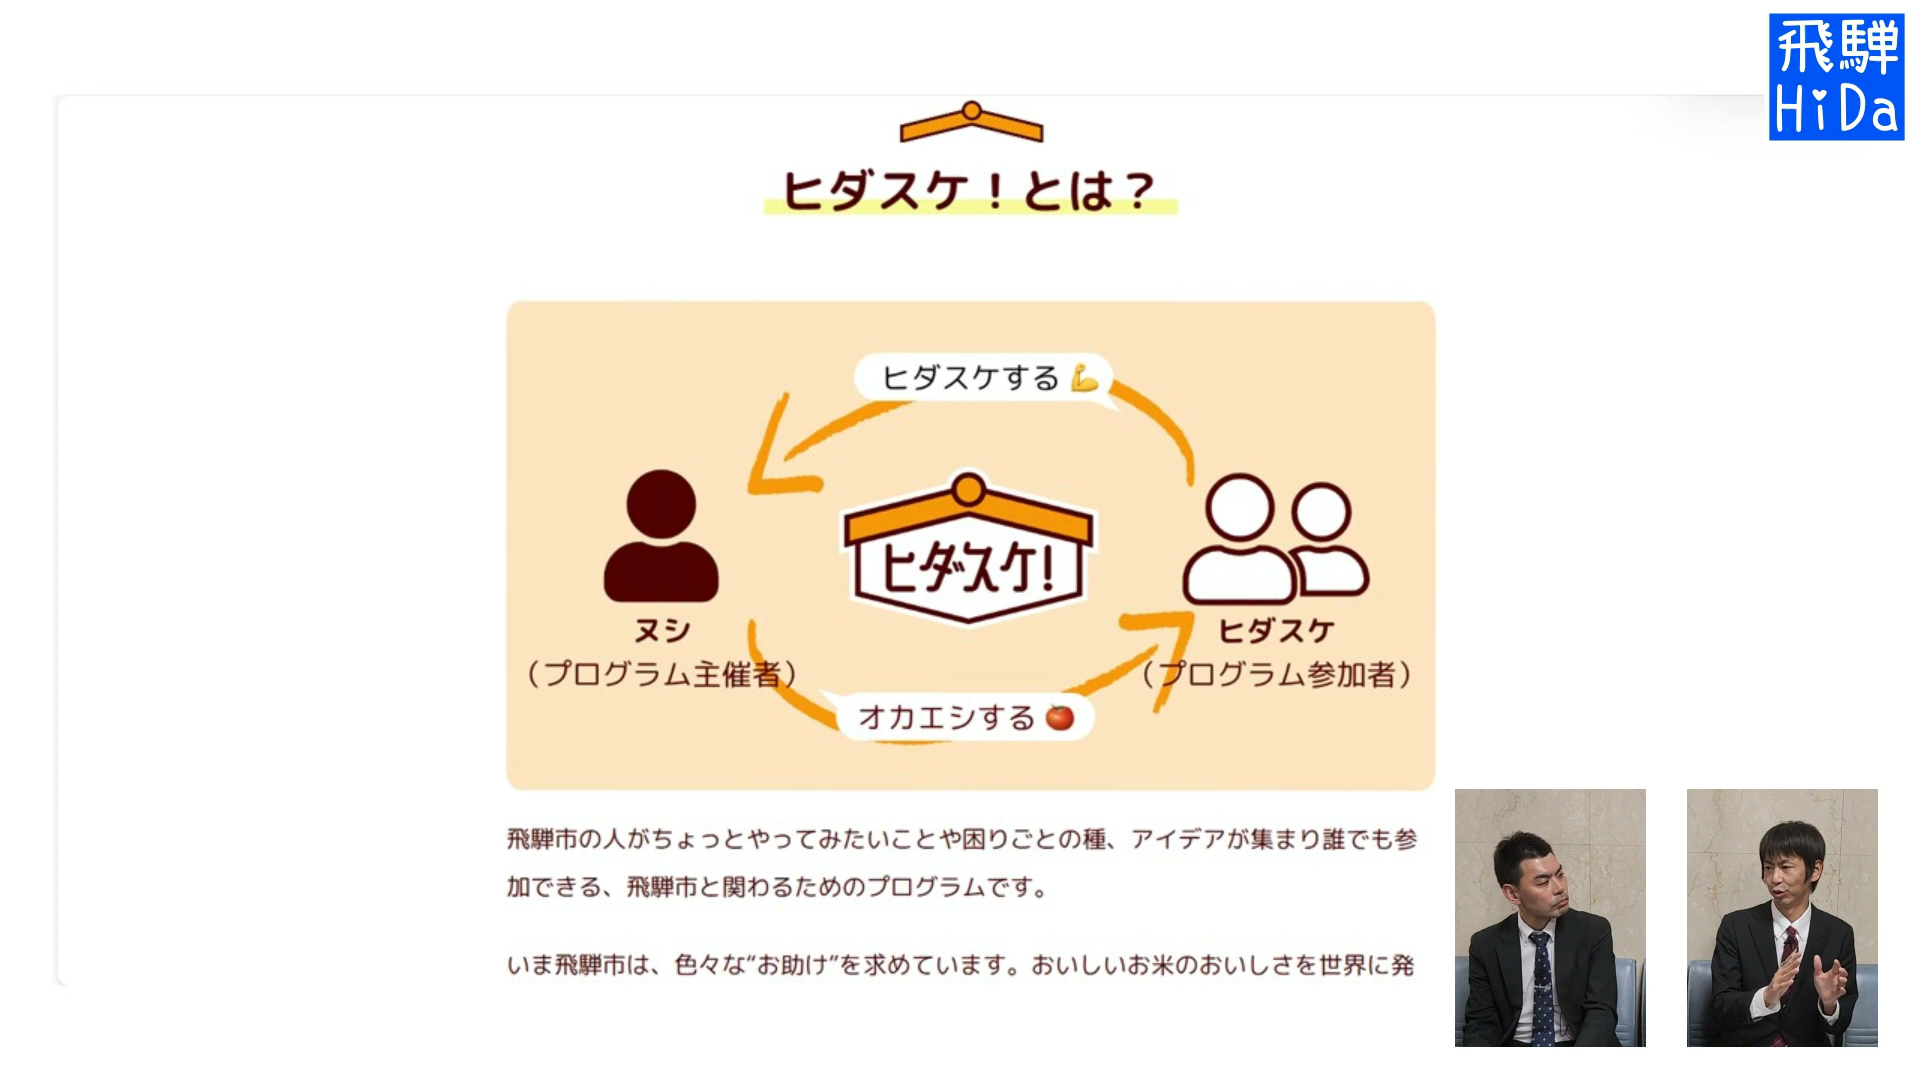 飛騨
HiDa
ヒダスケ！とは？
ヒダスケする💪
ヒダスケ!
ヌシ
（プログラム主催者）
ヒダスケ
（プログラム参加者）
オカエシする🍅
飛騨市の人がちょっとやってみたいことや困りごとの種、アイデアが集まり誰でも参
加できる、飛騨市と関わるためのプログラムです。
いま飛騨市は、色々な“お助け”を求めています。おいしいお米のおいしさを世界に発